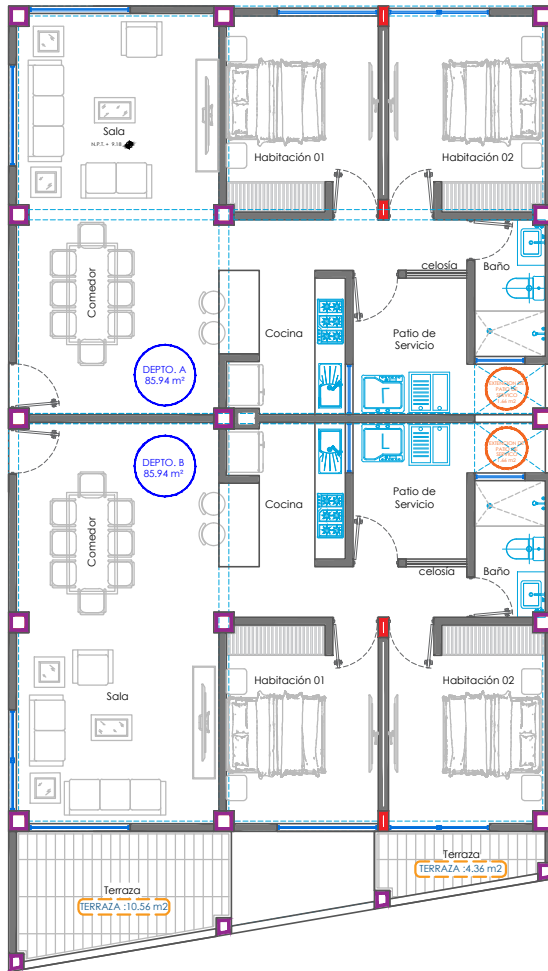 Sala
N.P.T. + 9.18
Habitación 01
Habitación 02
Comedor
celosía
Baño
Cocina
Patio de
Servicio
DEPTO. A
85.94 m²
DEPTO. B
85.94 m²
Comedor
Cocina
Patio de
Servicio
celosía
Baño
Sala
Habitación 01
Habitación 02
Terraza
TERRAZA :4.36 m2
Terraza
TERRAZA :10.56 m2